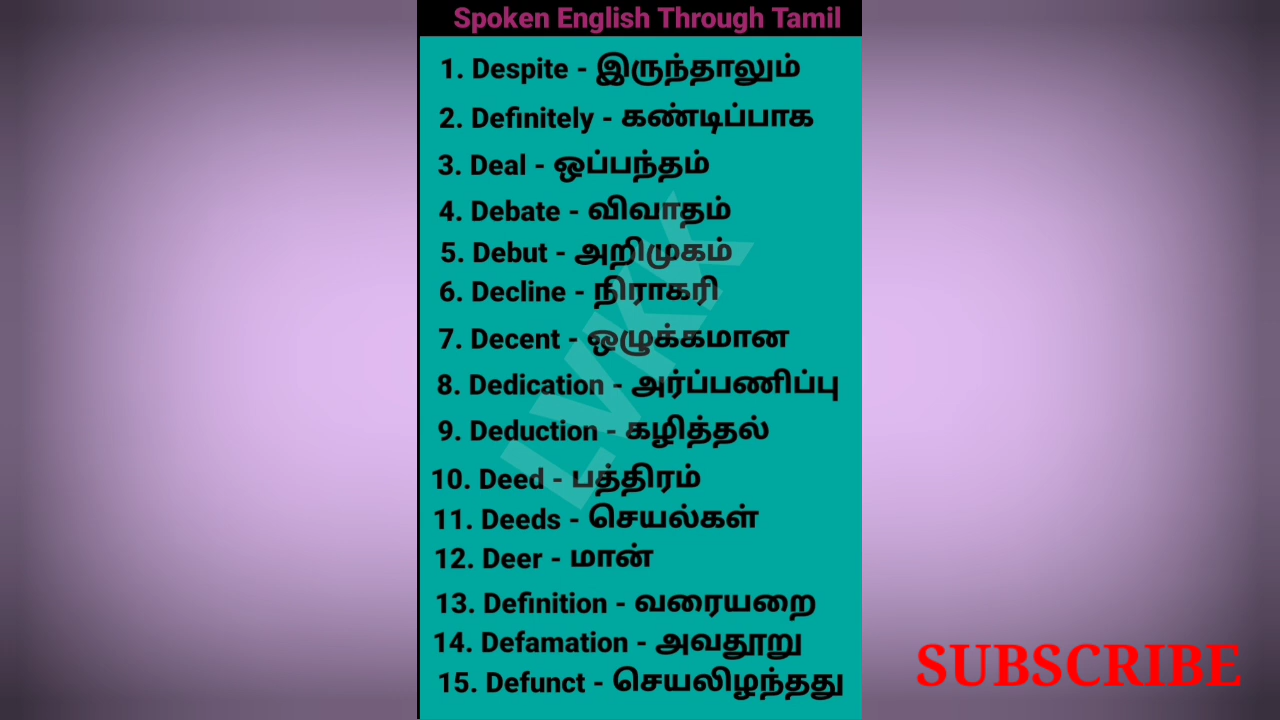 Spoken English Through Tamil
1. Despite - இருந்தாலும்
2. Definitely - கண்டிப்பாக
3. Deal - ஒப்பந்தம்
4. Debate - விவாதம்
5. Debut - அறிமுகம்
6. Decline - நிராகரி
7. Decent - ஒழுக்கமான
8. Dedication - அர்ப்பணிப்பு
9. Deduction - கழித்தல்
10. Deed - பத்திரம்
11. Deeds - செயல்கள்
12. Deer - மான்
13. Definition - வரையறை
14. Defamation - அவதூறு
15. Defunct - செயலிழந்தது
LVKK
SUBSCRIBE